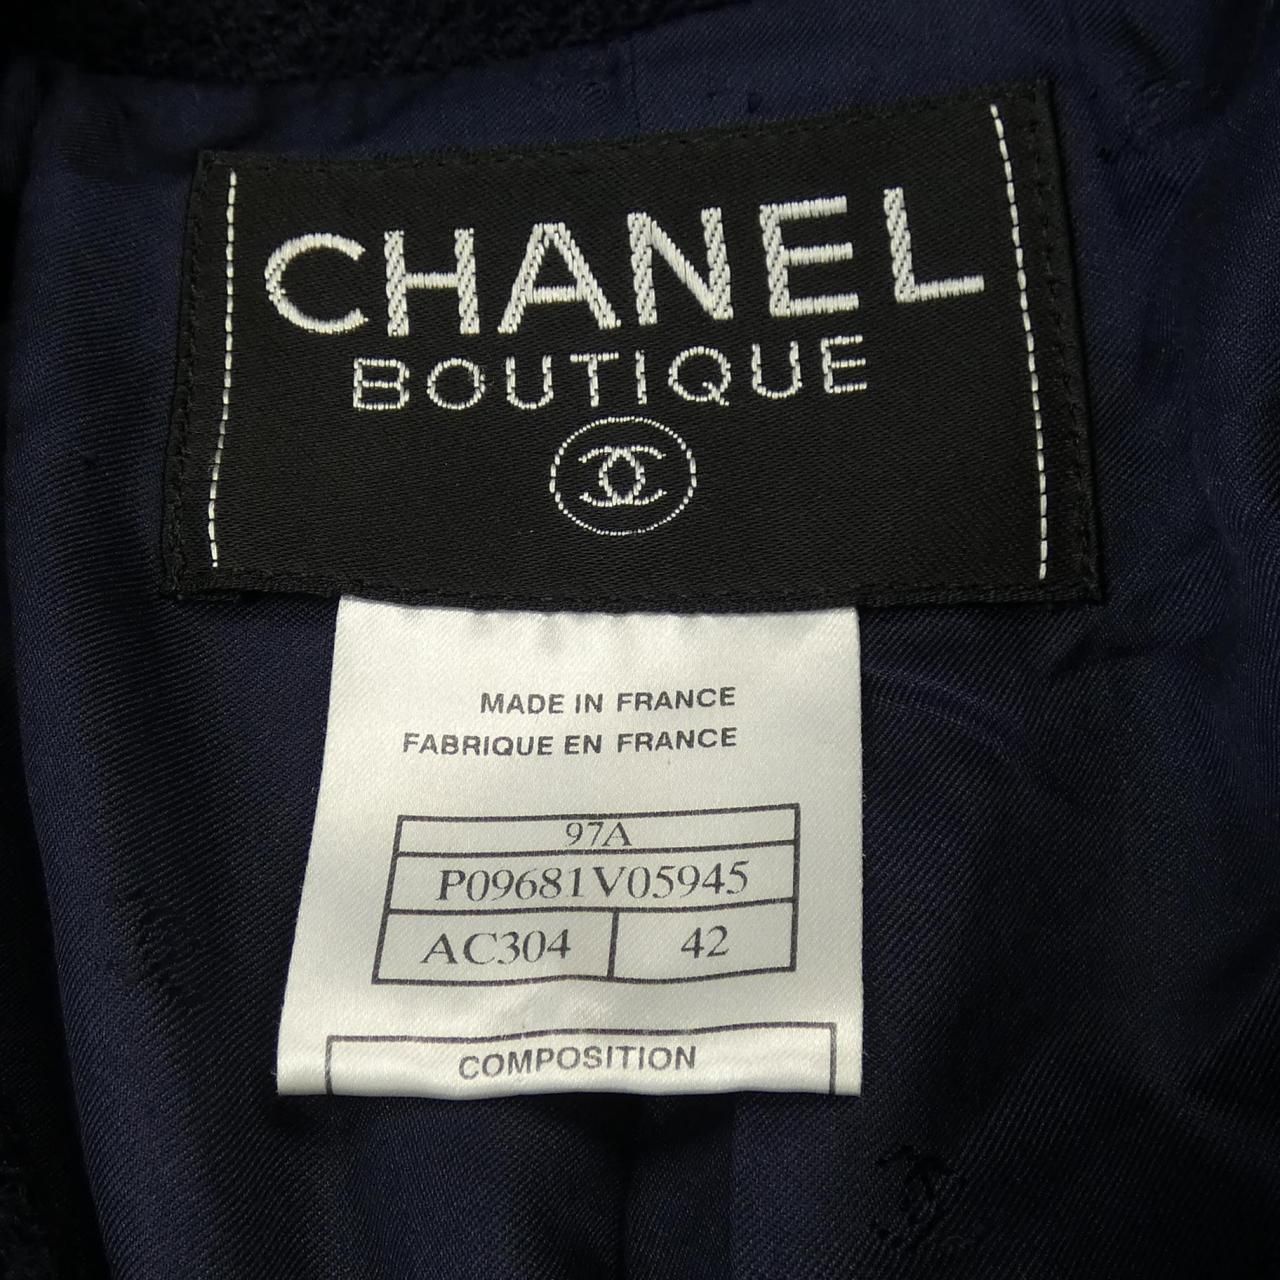 CHANEL
BOUTIQUE
MADE IN FRANCE
FABRIQUE EN FRANCE
97A
P09681V05945
AC304 42
COMPOSITION